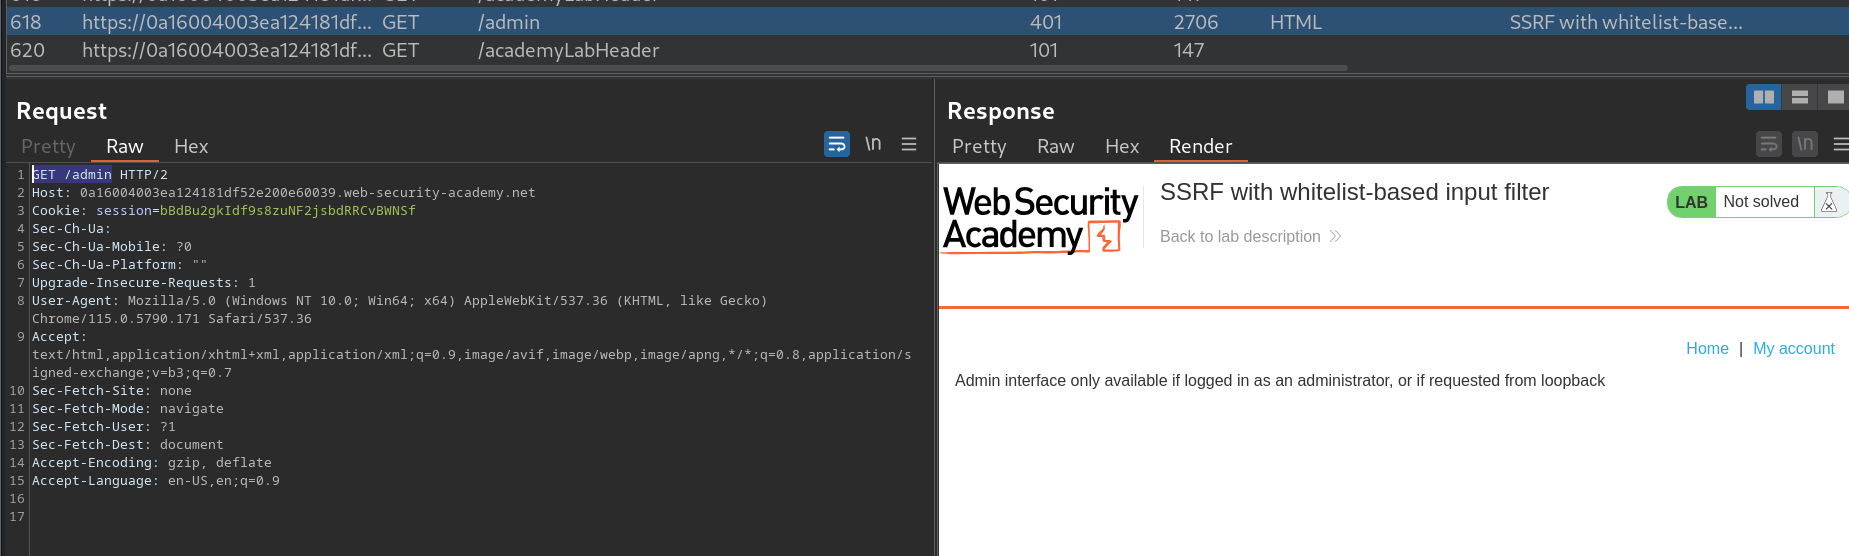 618 https://0a16004003ea124181df... GET /admin 401 2706 HTML SSRF with whitelist-base...
620 https://0a16004003ea124181df... GET /academyLabHeader 101 147
Request
Pretty Raw Hex
\n
1 GET /admin HTTP/2
2 Host: 0a16004003ea124181df52e200e60039.web-security-academy.net
3 Cookie: session=bBdBu2gkIdf9s8zuNF2jsbdRRCvBWNSf
4 Sec-Ch-Ua:
5 Sec-Ch-Ua-Mobile: ?0
6 Sec-Ch-Ua-Platform: ""
7 Upgrade-Insecure-Requests: 1
8 User-Agent: Mozilla/5.0 (Windows NT 10.0; Win64; x64) AppleWebKit/537.36 (KHTML, like Gecko)
Chrome/115.0.5790.171 Safari/537.36
9 Accept:
text/html,application/xhtml+xml,application/xml;q=0.9,image/avif,image/webp,image/apng,*/*;q=0.8,application/s
igned-exchange;v=b3;q=0.7
10 Sec-Fetch-Site: none
11 Sec-Fetch-Mode: navigate
12 Sec-Fetch-User: ?1
13 Sec-Fetch-Dest: document
14 Accept-Encoding: gzip, deflate
15 Accept-Language: en-US,en;q=0.9
16
17
Response
Pretty Raw Hex Render
\n
Web Security
Academy
SSRF with whitelist-based input filter
Back to lab description
LAB Not solved
Home | My account
Admin interface only available if logged in as an administrator, or if requested from loopback